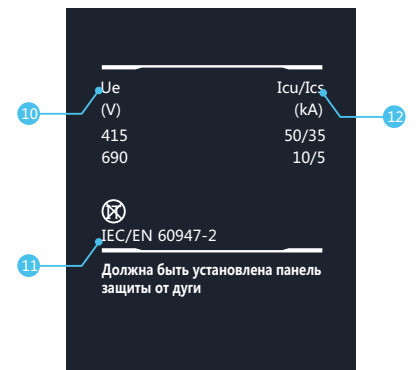 Ue Icu/Ics
10 (V) (kA) 12
415 50/35
690 10/5
IT
IEC/EN 60947-2
11
Должна быть установлена панель
защиты от дуги